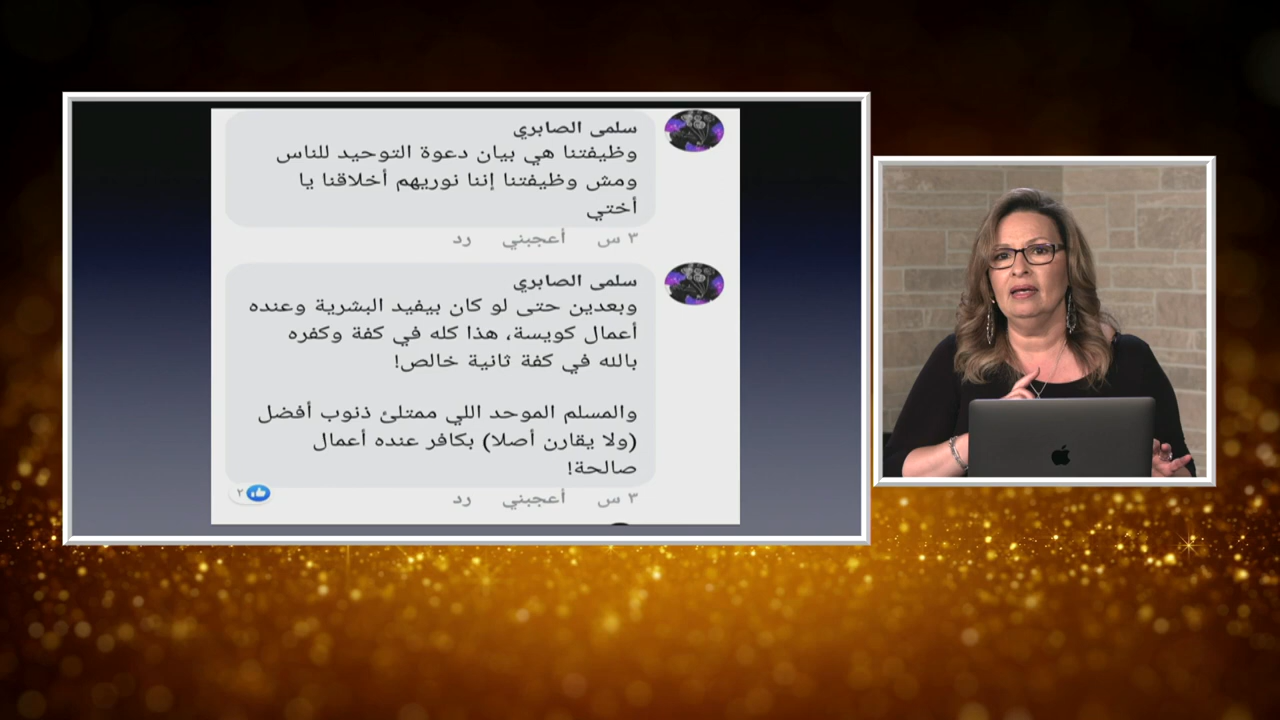 سلمى الصابري
وظيفتنا هي بيان دعوة التوحيد للناس
ومش وظيفتنا إننا نوريهم أخلاقنا يا
أختي
٣ س أعجبني رد
سلمى الصابري
وبعدين حتى لو كان بيفيد البشرية وعنده
أعمال كويسة، هذا كله في كفة وكفره
بالله في كفة ثانية خالص!
والمسلم الموحد اللي ممتلئ ذنوب أفضل
(ولا يقارن أصلا) بكافر عنده أعمال
صالحة!
٣ س أعجبني رد
٢